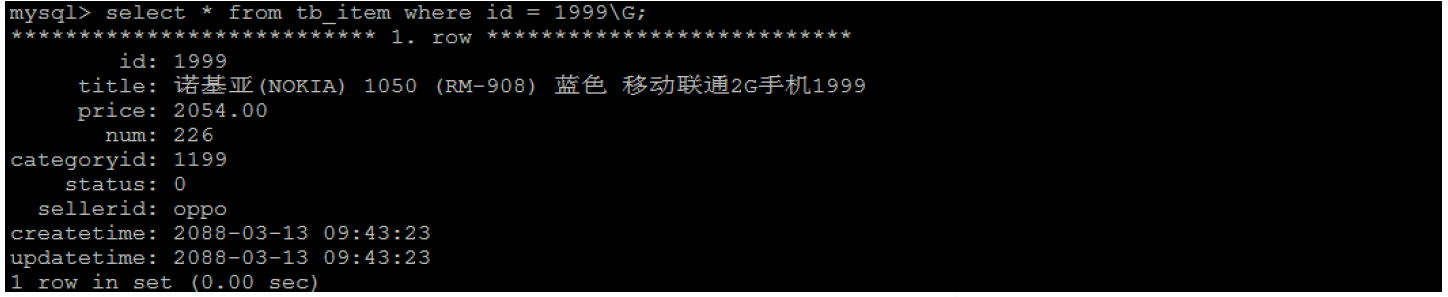 mysql> select * from tb_item where id = 1999\G;
*************************** 1. row ***************************
id: 1999
title: 诺基亚(NOKIA) 1050 (RM-908) 蓝色 移动联通2G手机1999
price: 2054.00
num: 226
categoryid: 1199
status: 0
sellerid: oppo
createtime: 2088-03-13 09:43:23
updatetime: 2088-03-13 09:43:23
1 row in set (0.00 sec)